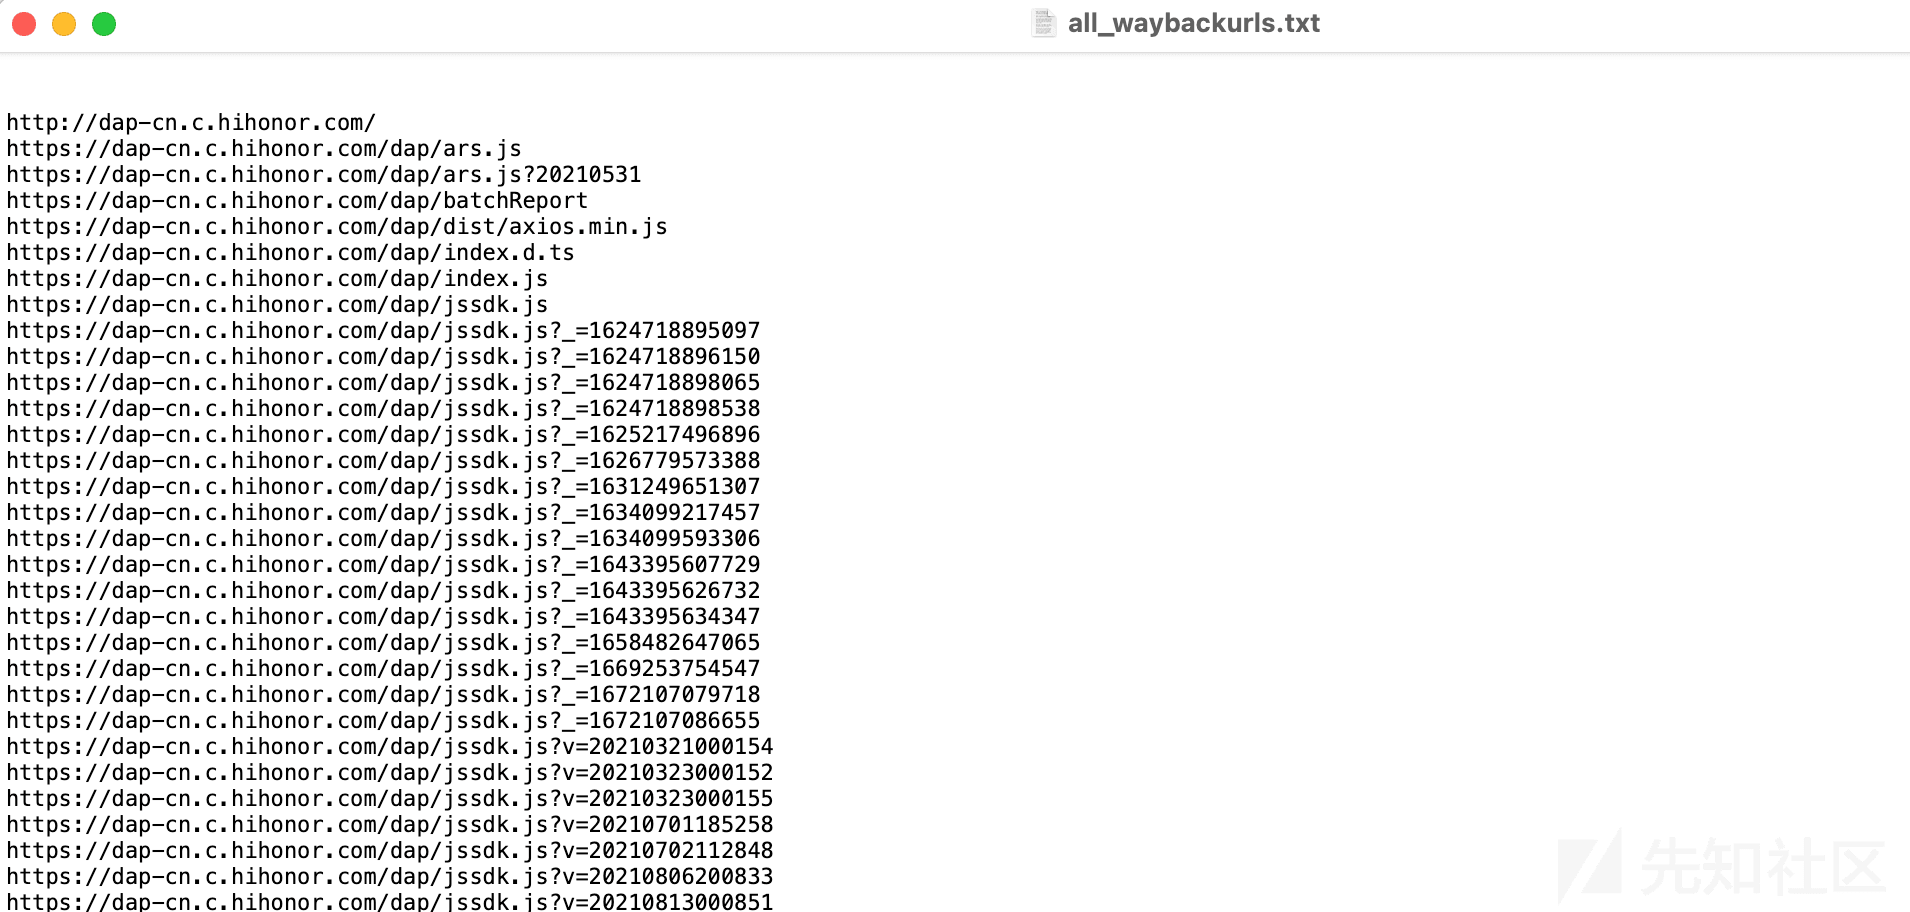 all_waybackurls.txt
http://dap-cn.c.hihonor.com/
https://dap-cn.c.hihonor.com/dap/ars.js
https://dap-cn.c.hihonor.com/dap/ars.js?20210531
https://dap-cn.c.hihonor.com/dap/batchReport
https://dap-cn.c.hihonor.com/dap/dist/axios.min.js
https://dap-cn.c.hihonor.com/dap/index.d.ts
https://dap-cn.c.hihonor.com/dap/index.js
https://dap-cn.c.hihonor.com/dap/jssdk.js
https://dap-cn.c.hihonor.com/dap/jssdk.js?_=1624718895097
https://dap-cn.c.hihonor.com/dap/jssdk.js?_=1624718896150
https://dap-cn.c.hihonor.com/dap/jssdk.js?_=1624718898065
https://dap-cn.c.hihonor.com/dap/jssdk.js?_=1624718898538
https://dap-cn.c.hihonor.com/dap/jssdk.js?_=1625217496896
https://dap-cn.c.hihonor.com/dap/jssdk.js?_=1626779573388
https://dap-cn.c.hihonor.com/dap/jssdk.js?_=1631249651307
https://dap-cn.c.hihonor.com/dap/jssdk.js?_=1634099217457
https://dap-cn.c.hihonor.com/dap/jssdk.js?_=1634099593306
https://dap-cn.c.hihonor.com/dap/jssdk.js?_=1643395607729
https://dap-cn.c.hihonor.com/dap/jssdk.js?_=1643395626732
https://dap-cn.c.hihonor.com/dap/jssdk.js?_=1643395634347
https://dap-cn.c.hihonor.com/dap/jssdk.js?_=1658482647065
https://dap-cn.c.hihonor.com/dap/jssdk.js?_=1669253754547
https://dap-cn.c.hihonor.com/dap/jssdk.js?_=1672107079718
https://dap-cn.c.hihonor.com/dap/jssdk.js?_=1672107086655
https://dap-cn.c.hihonor.com/dap/jssdk.js?v=20210321000154
https://dap-cn.c.hihonor.com/dap/jssdk.js?v=20210323000152
https://dap-cn.c.hihonor.com/dap/jssdk.js?v=20210323000155
https://dap-cn.c.hihonor.com/dap/jssdk.js?v=20210701185258
https://dap-cn.c.hihonor.com/dap/jssdk.js?v=20210702112848
https://dap-cn.c.hihonor.com/dap/jssdk.js?v=20210806200833
https://dap-cn.c.hihonor.com/dap/jssdk.js?v=20210813000851
先知社区